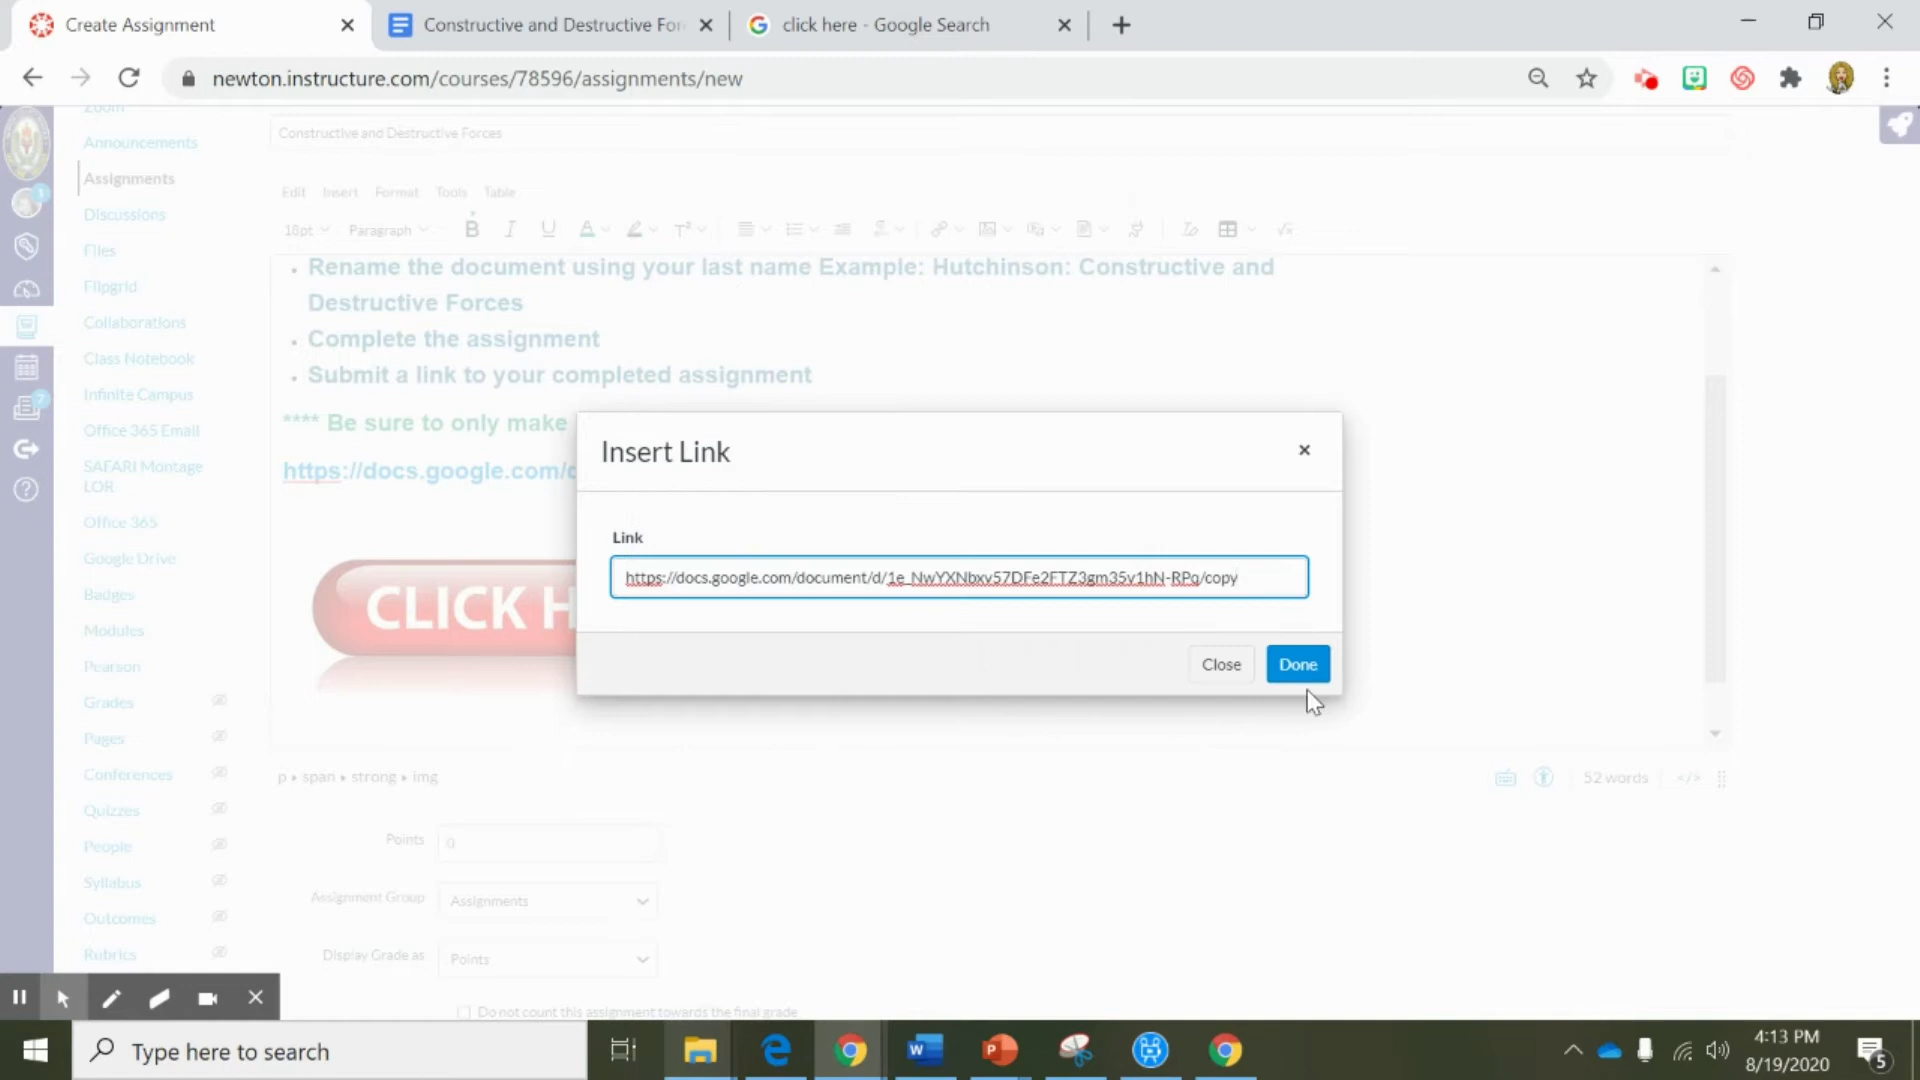 Create Assignment
Constructive and Destructive For
click here - Google Search
newton.instructure.com/courses/78596/assignments/new
Zoom
Announcements
Assignments
Discussions
Files
Flipgrid
Collaborations
Class Notebook
Infinite Campus
Office 365 Email
SAFARI Montage
LOR
Office 365
Google Drive
Badges
Modules
Pearson
Grades
Pages
Conferences
Quizzes
People
Syllabus
Outcomes
Rubrics
1
7
Constructive and Destructive Forces
Edit Insert Format Tools Table
18pt Paragraph B I U A T²
• Rename the document using your last name Example: Hutchinson: Constructive and
Destructive Forces
• Complete the assignment
• Submit a link to your completed assignment
**** Be sure to only make
https://docs.google.com/d
CLICK H
Insert Link
Link
https://docs.google.com/document/d/1e_NwYXNbxv57DFe2FTZ3gm35v1hN-RPq/copy
Close Done
p ▸ span ▸ strong ▸ img
52 words </>
Points 0
Assignment Group Assignments
Display Grade as Points
Do not count this assignment towards the final grade
Type here to search
4:13 PM
8/19/2020
5